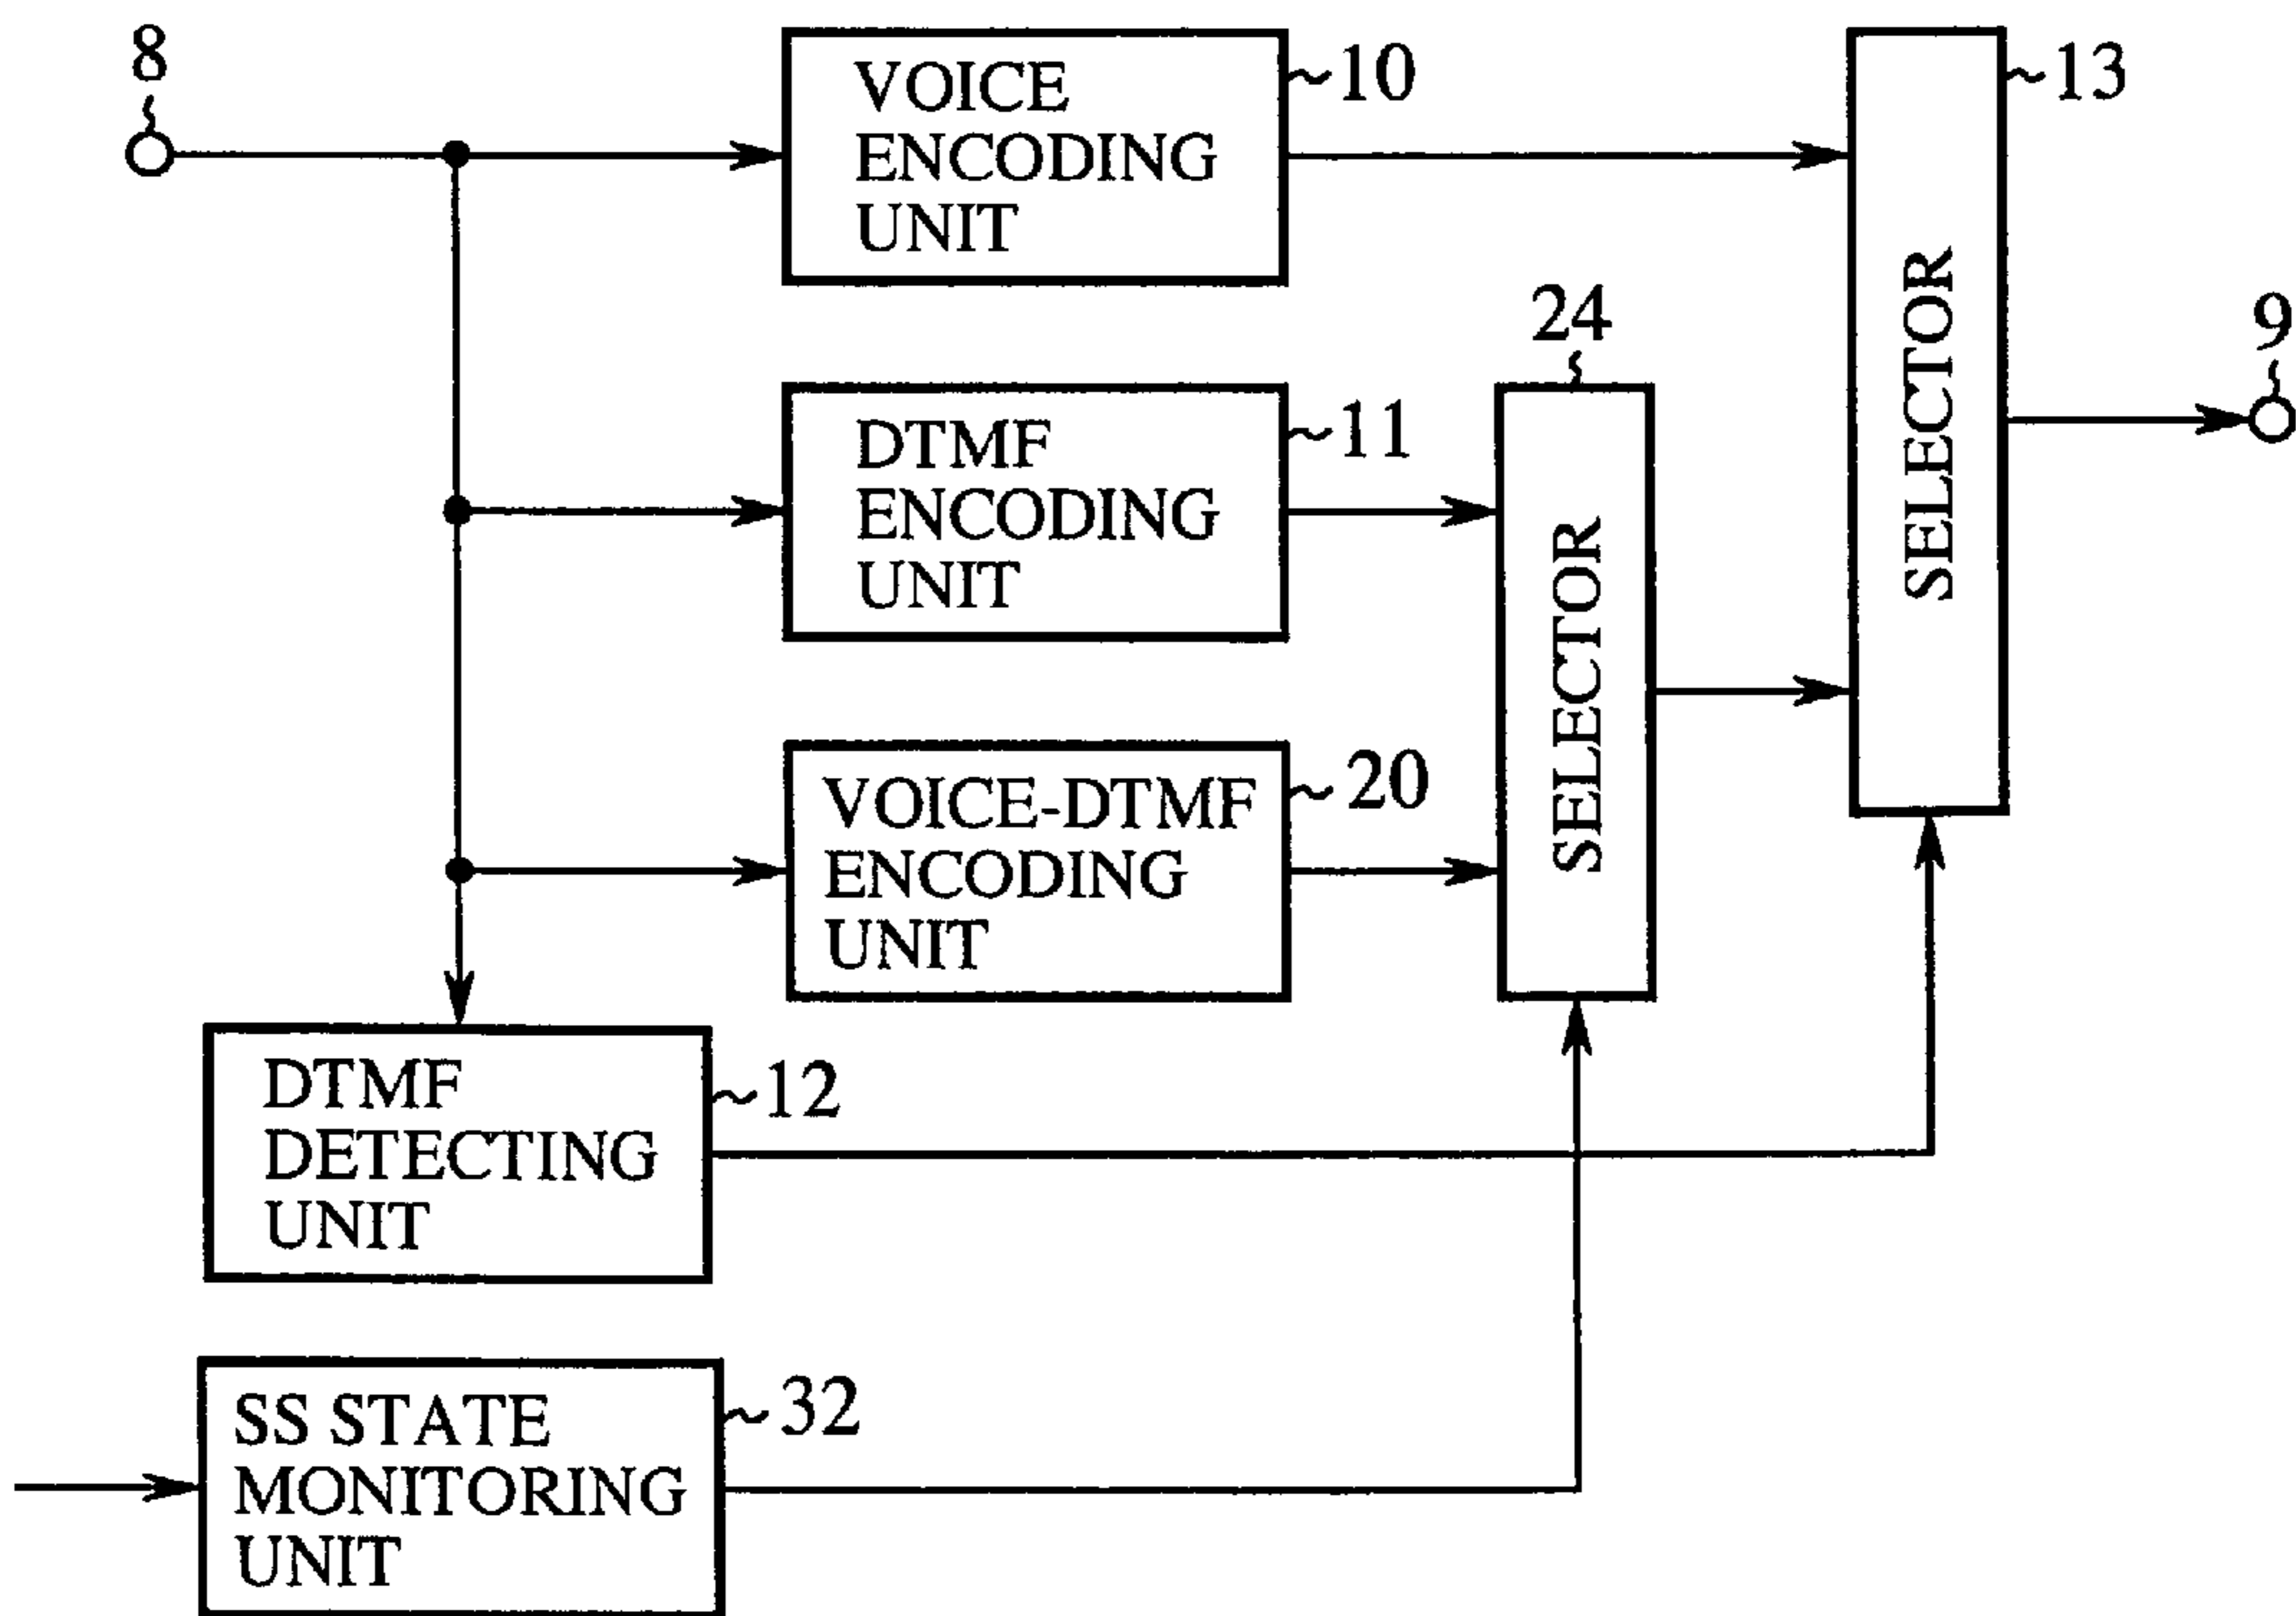 8
VOICE
ENCODING
UNIT
10
13
SELECTOR
9
24
DTMF
ENCODING
UNIT
11
SELECTOR
VOICE-DTMF
ENCODING
UNIT
20
DTMF
DETECTING
UNIT
12
SS STATE
MONITORING
UNIT
32